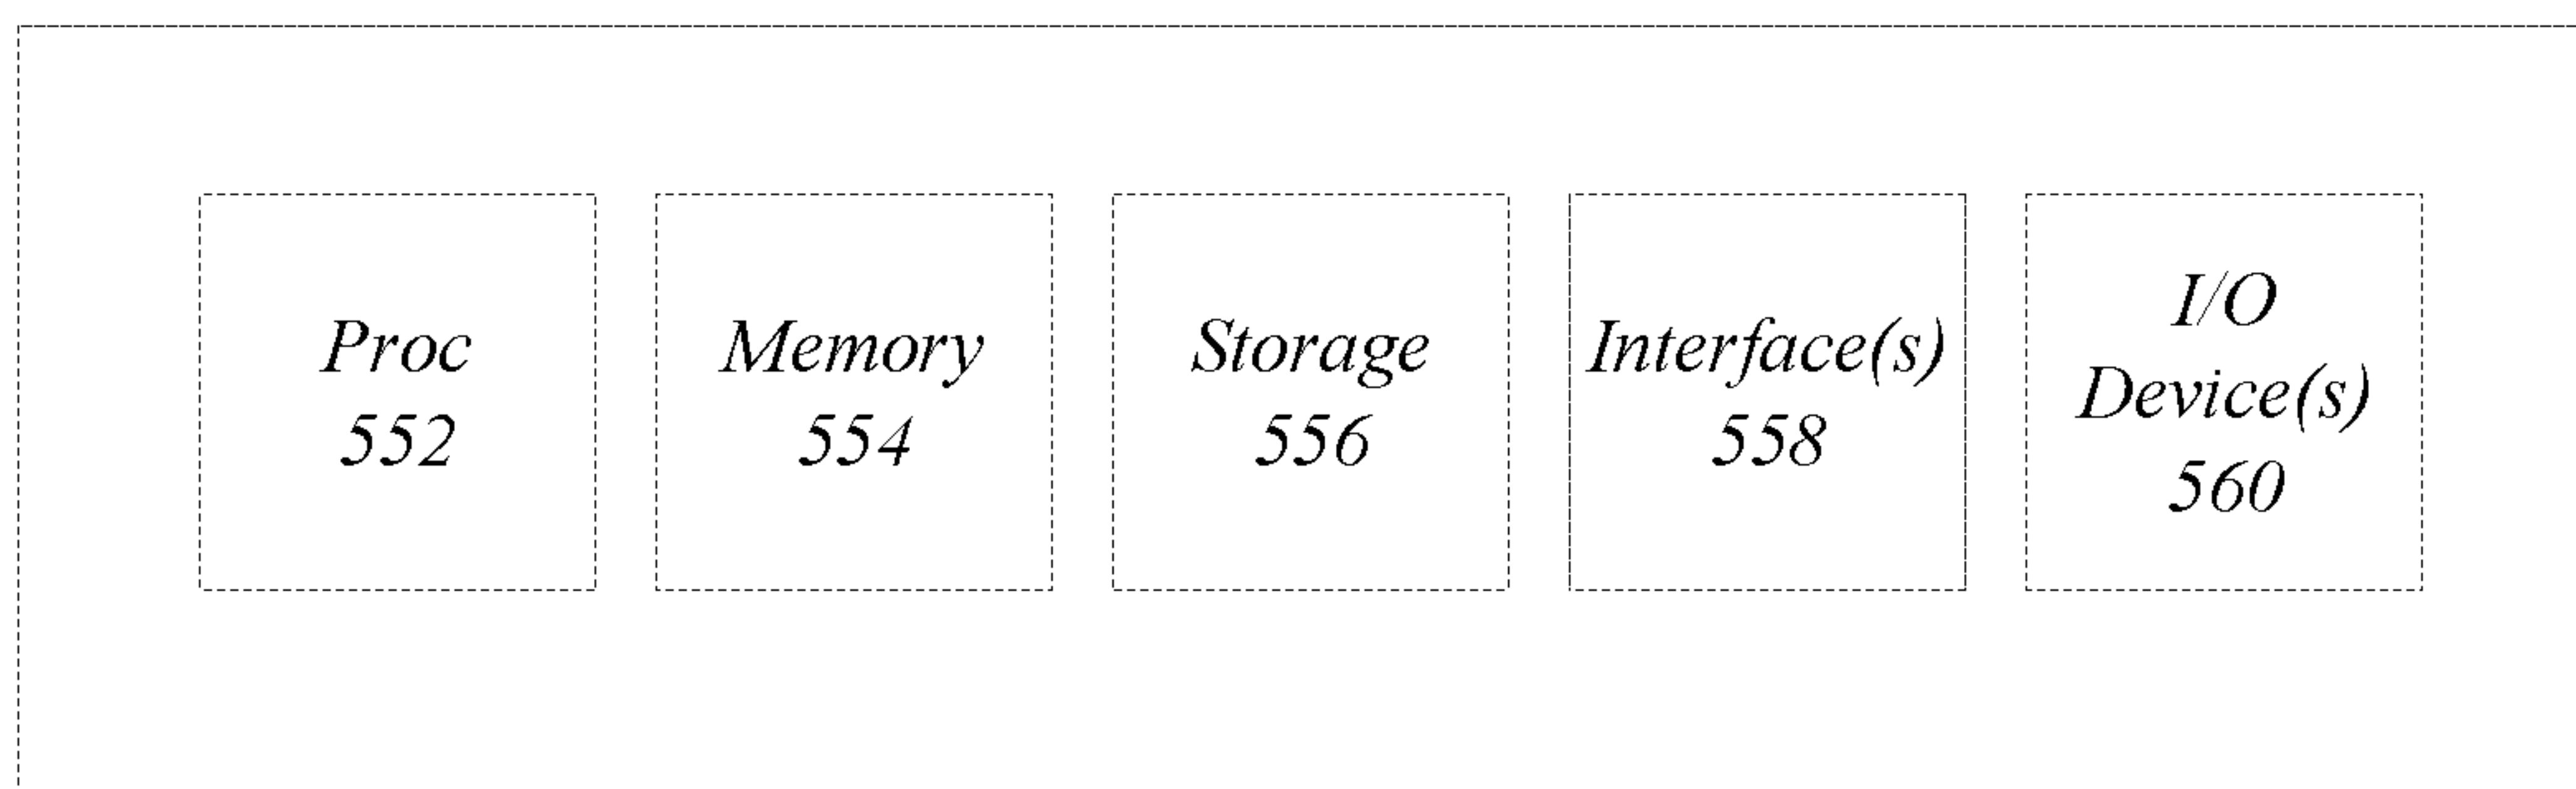 Proc
552
Memory
554
Storage
556
Interface(s)
558
I/O
Device(s)
560